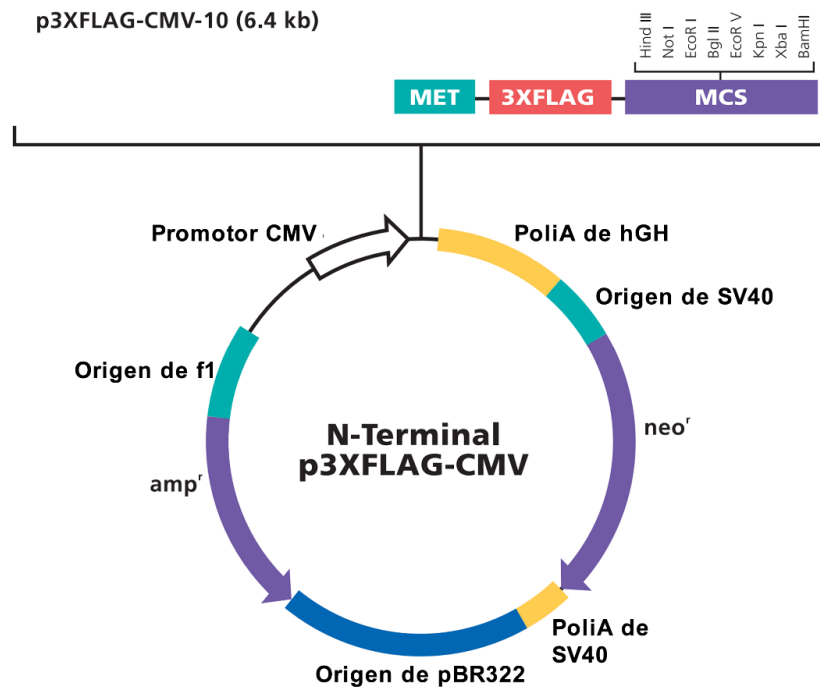 p3XFLAG-CMV-10 (6.4 kb)
Hind III
Not I
EcoR I
Bgl II
EcoR V
Kpn I
Xba I
BamHI
MET
3XFLAG
MCS
Promotor CMV
PoliA de hGH
Origen de SV40
Origen de f1
neoʳ
N-Terminal
p3XFLAG-CMV
ampʳ
PoliA de
SV40
Origen de pBR322